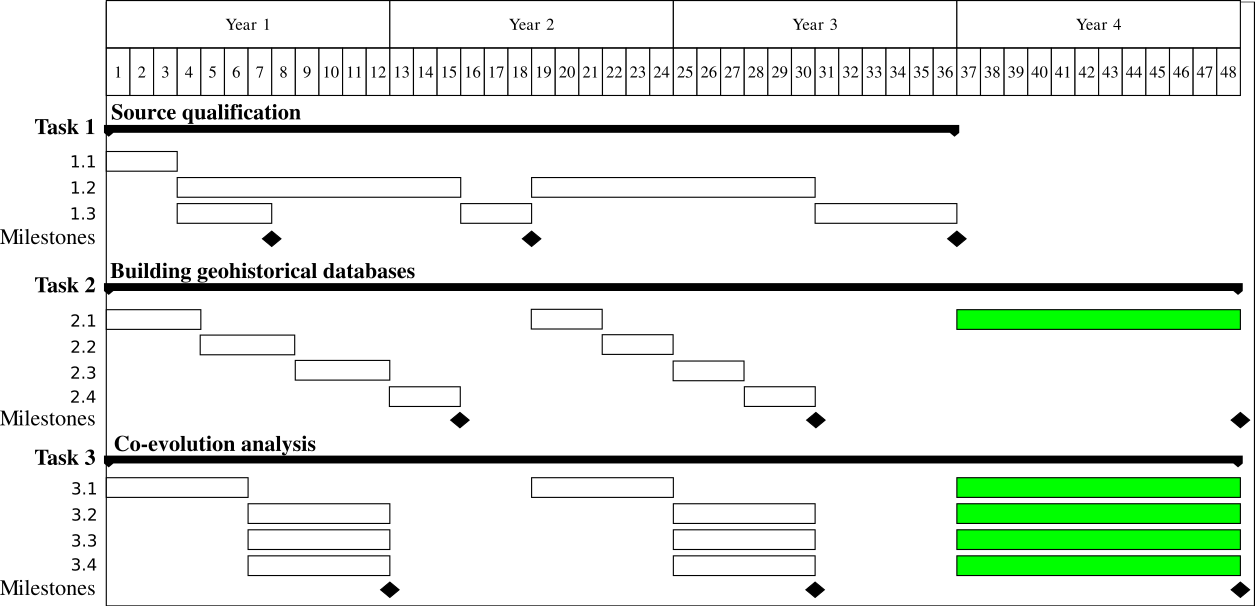 Year 1 Year 2 Year 3 Year 4
1 2 3 4 5 6 7 8 9 10 11 12 13 14 15 16 17 18 19 20 21 22 23 24 25 26 27 28 29 30 31 32 33 34 35 36 37 38 39 40 41 42 43 44 45 46 47 48
Source qualification
Task 1
1.1
1.2
1.3
Milestones
Building geohistorical databases
Task 2
2.1
2.2
2.3
2.4
Milestones
Co-evolution analysis
Task 3
3.1
3.2
3.3
3.4
Milestones